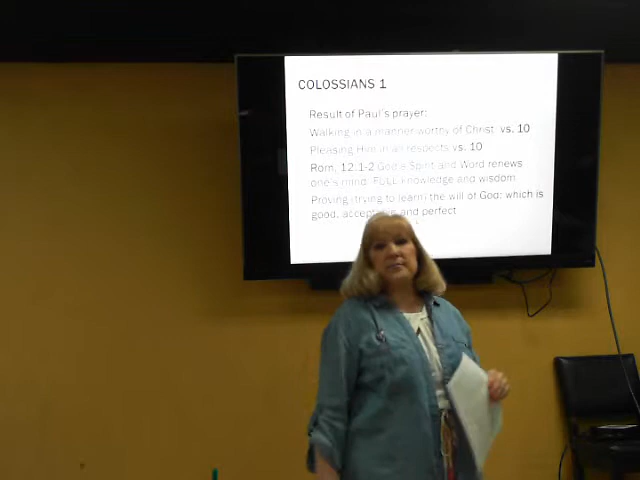 COLOSSIANS 1
Result of Paul's prayer:
Walking in a manner worthy of Christ vs. 10
Pleasing Him in all respects vs. 10
Rom. 12:1-2 God's Spirit and Word renews
one's mind. FULL knowledge and wisdom
Proving (trying to learn) the will of God: which is
good, and perfect